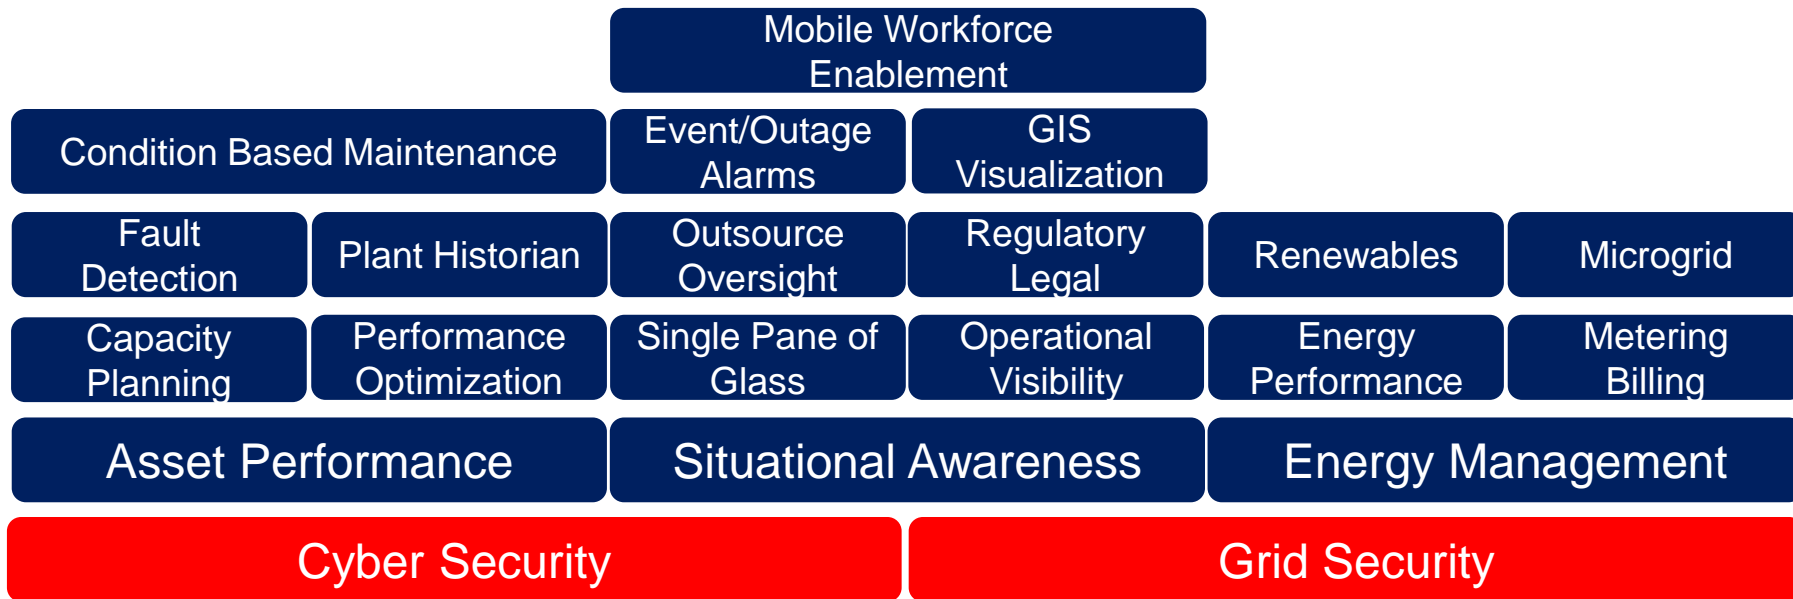 Mobile Workforce
Enablement
Condition Based Maintenance
Event/Outage
Alarms
GIS
Visualization
Fault
Detection
Plant Historian
Outsource
Oversight
Regulatory
Legal
Renewables
Microgrid
Capacity
Planning
Performance
Optimization
Single Pane of
Glass
Operational
Visibility
Energy
Performance
Metering
Billing
Asset Performance
Situational Awareness
Energy Management
Cyber Security
Grid Security